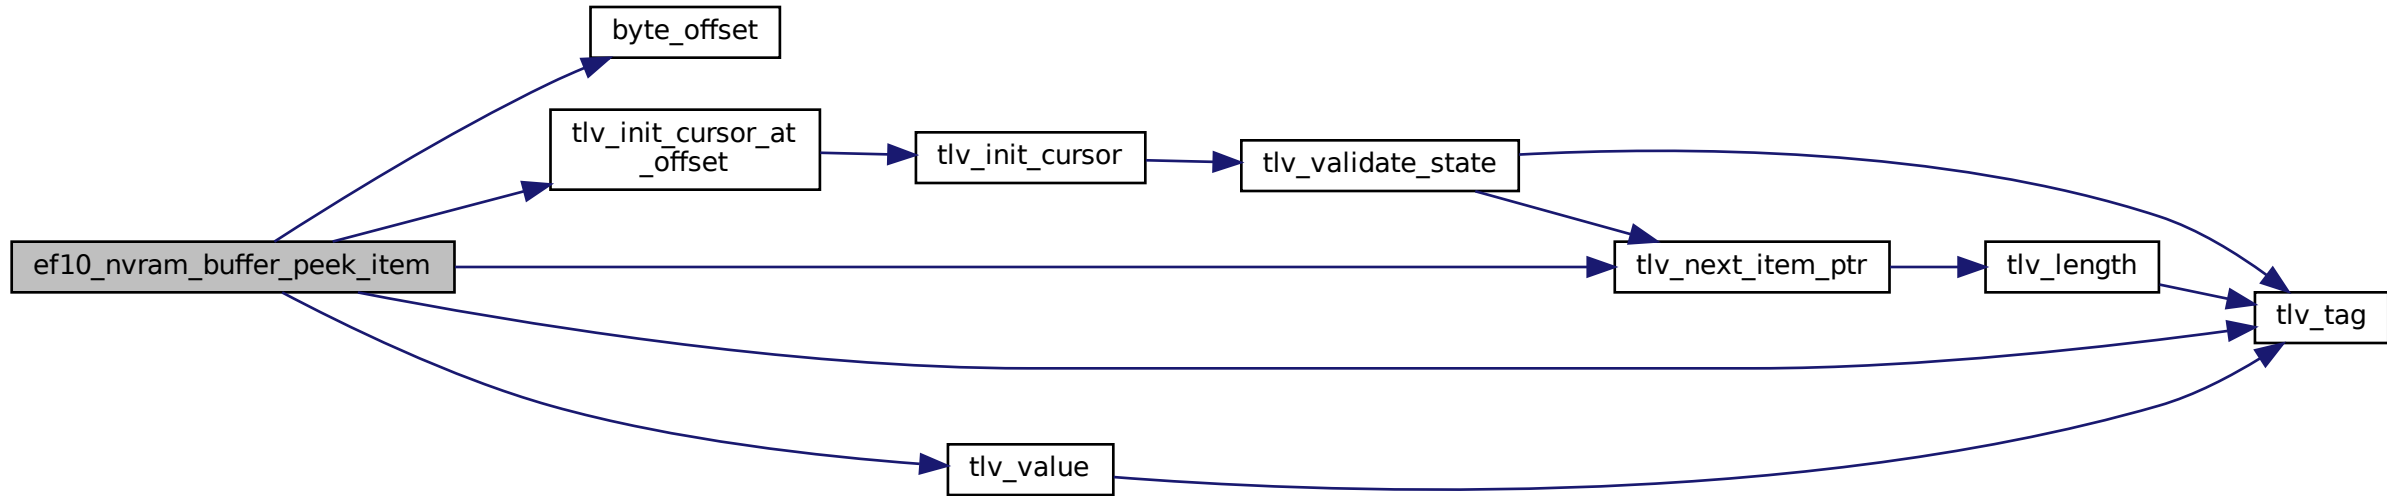 byte_offset
tlv_init_cursor_at
_offset
tlv_init_cursor
tlv_validate_state
ef10_nvram_buffer_peek_item
tlv_next_item_ptr
tlv_length
tlv_tag
tlv_value